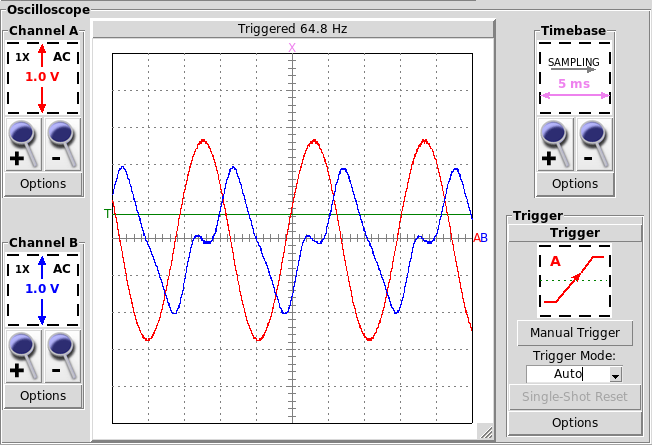 Oscilloscope
Channel A
1X AC
1.0 V
+ -
Options
Channel B
1X AC
1.0 V
+ -
Options
Triggered 64.8 Hz
X
T
AB
Timebase
SAMPLING
5 ms
+ -
Options
Trigger
Trigger
A
Manual Trigger
Trigger Mode:
Auto
Single-Shot Reset
Options